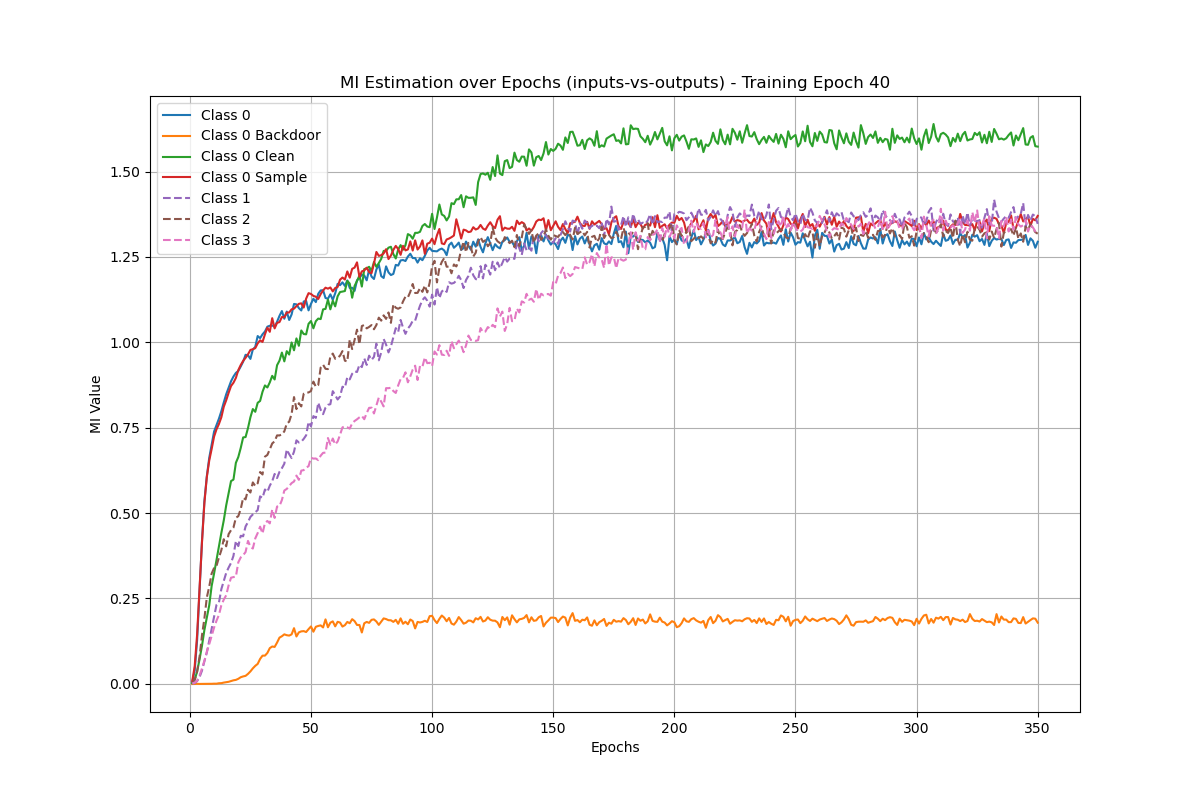 MI Estimation over Epochs (inputs-vs-outputs) - Training Epoch 40
Class 0
Class 0 Backdoor
Class 0 Clean
Class 0 Sample
Class 1
Class 2
Class 3
MI Value
1.50
1.25
1.00
0.75
0.50
0.25
0.00
0 50 100 150 200 250 300 350
Epochs